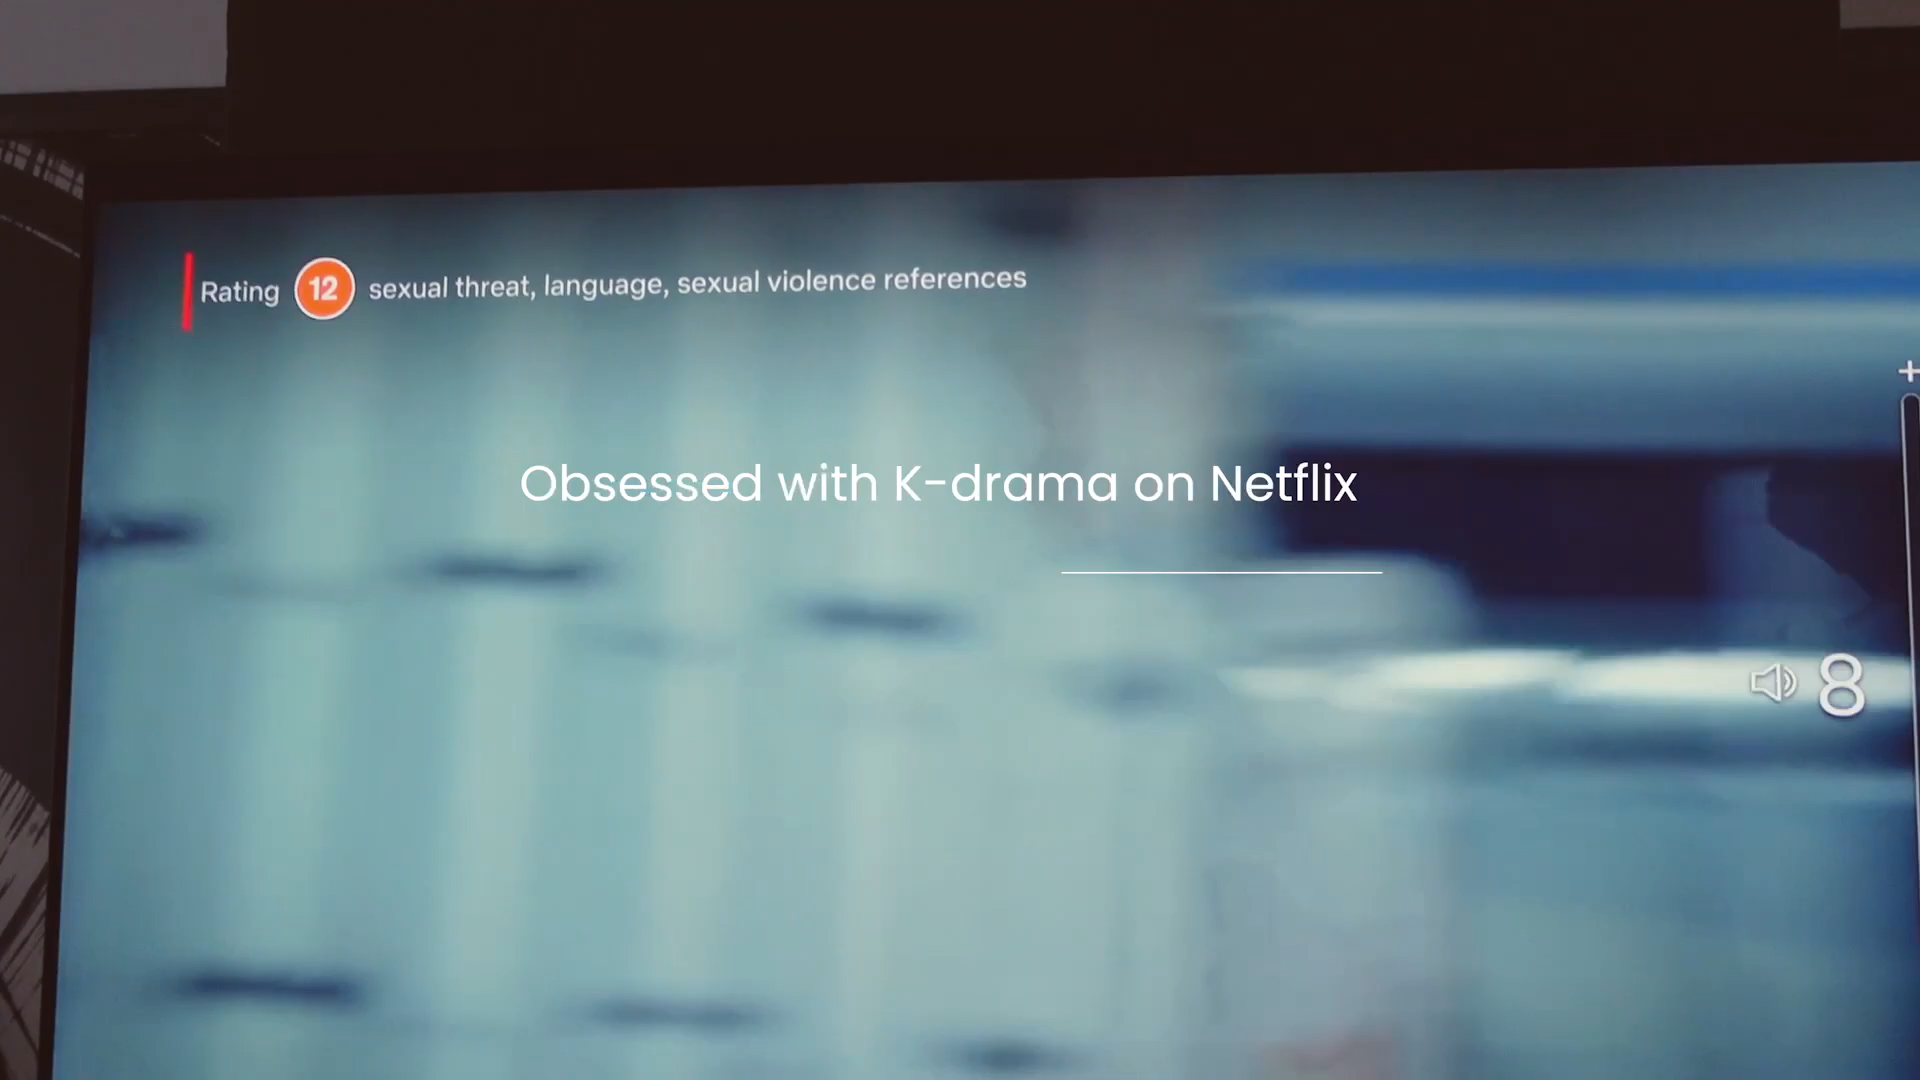 Rating 12 sexual threat, language, sexual violence references
+
Obsessed with K-drama on Netflix
8